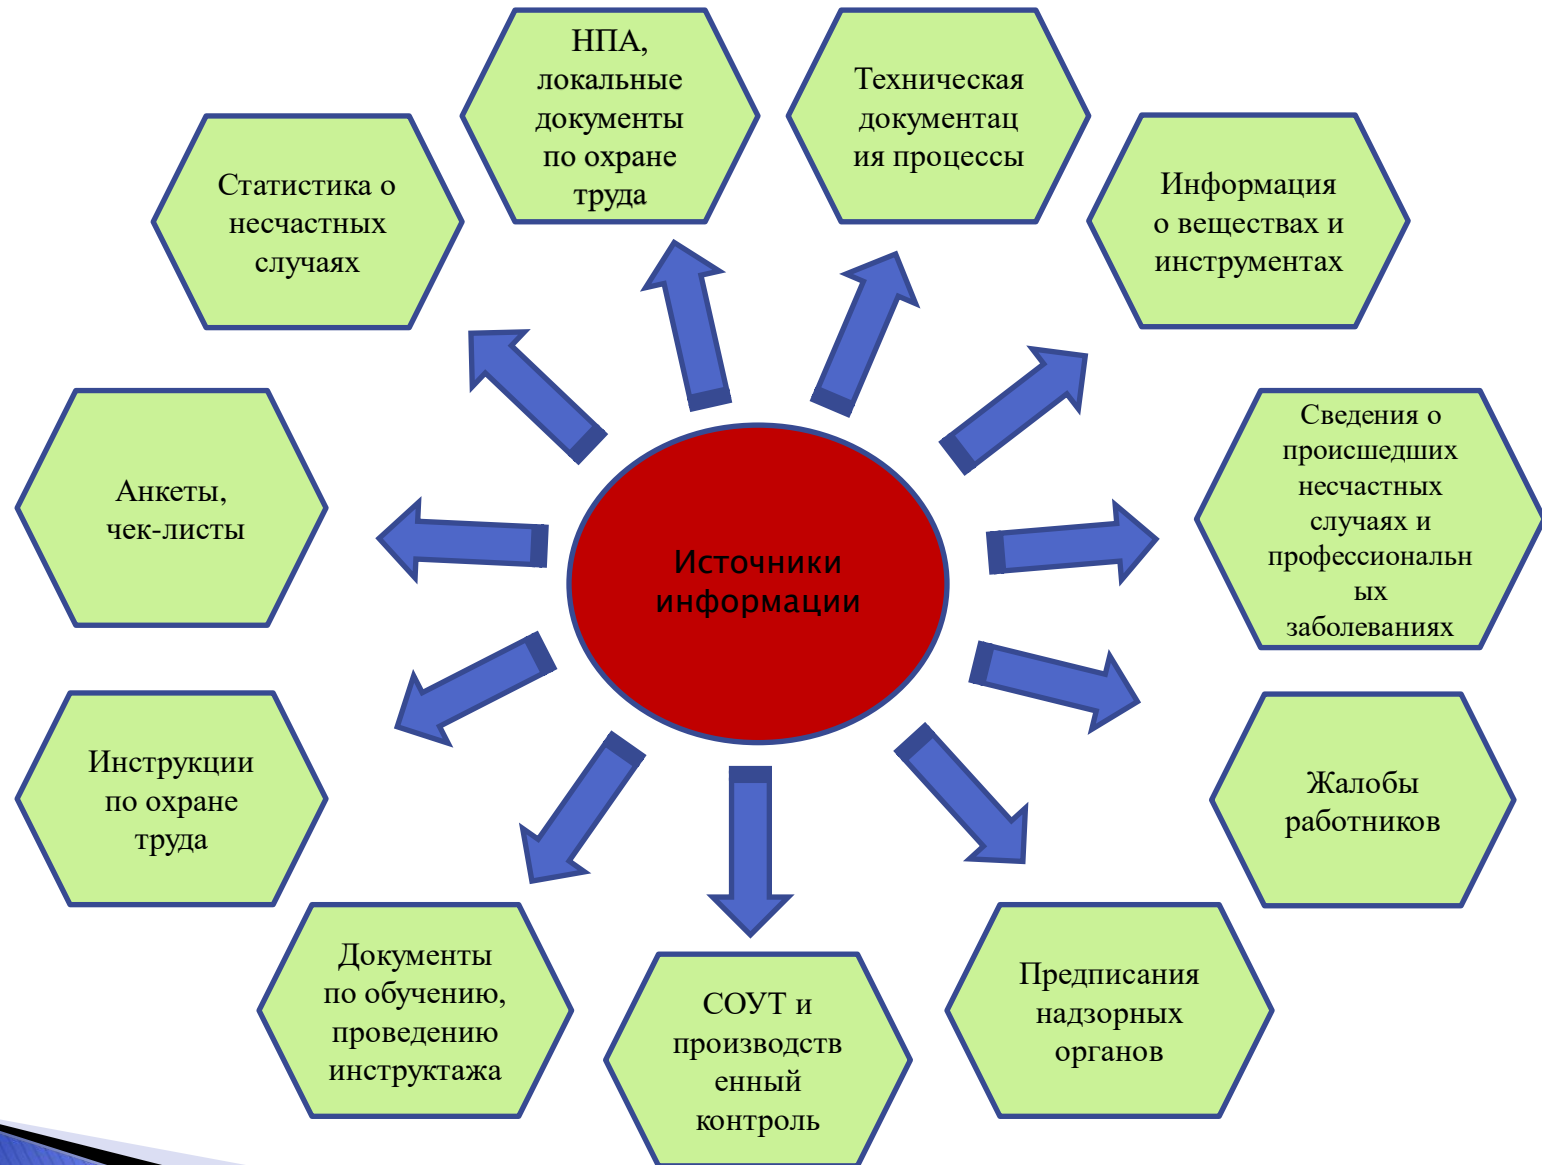 НПА,
локальные
документы
по охране
труда
Техническая
документац
ия процессы
Информация
о веществах и
инструментах
Сведения о
происшедших
несчастных
случаях и
профессиональн
ых
заболеваниях
Жалобы
работников
Предписания
надзорных
органов
СОУТ и
производств
енный
контроль
Документы
по обучению,
проведению
инструктажа
Инструкции
по охране
труда
Анкеты,
чек-листы
Статистика о
несчастных
случаях
Источники
информации